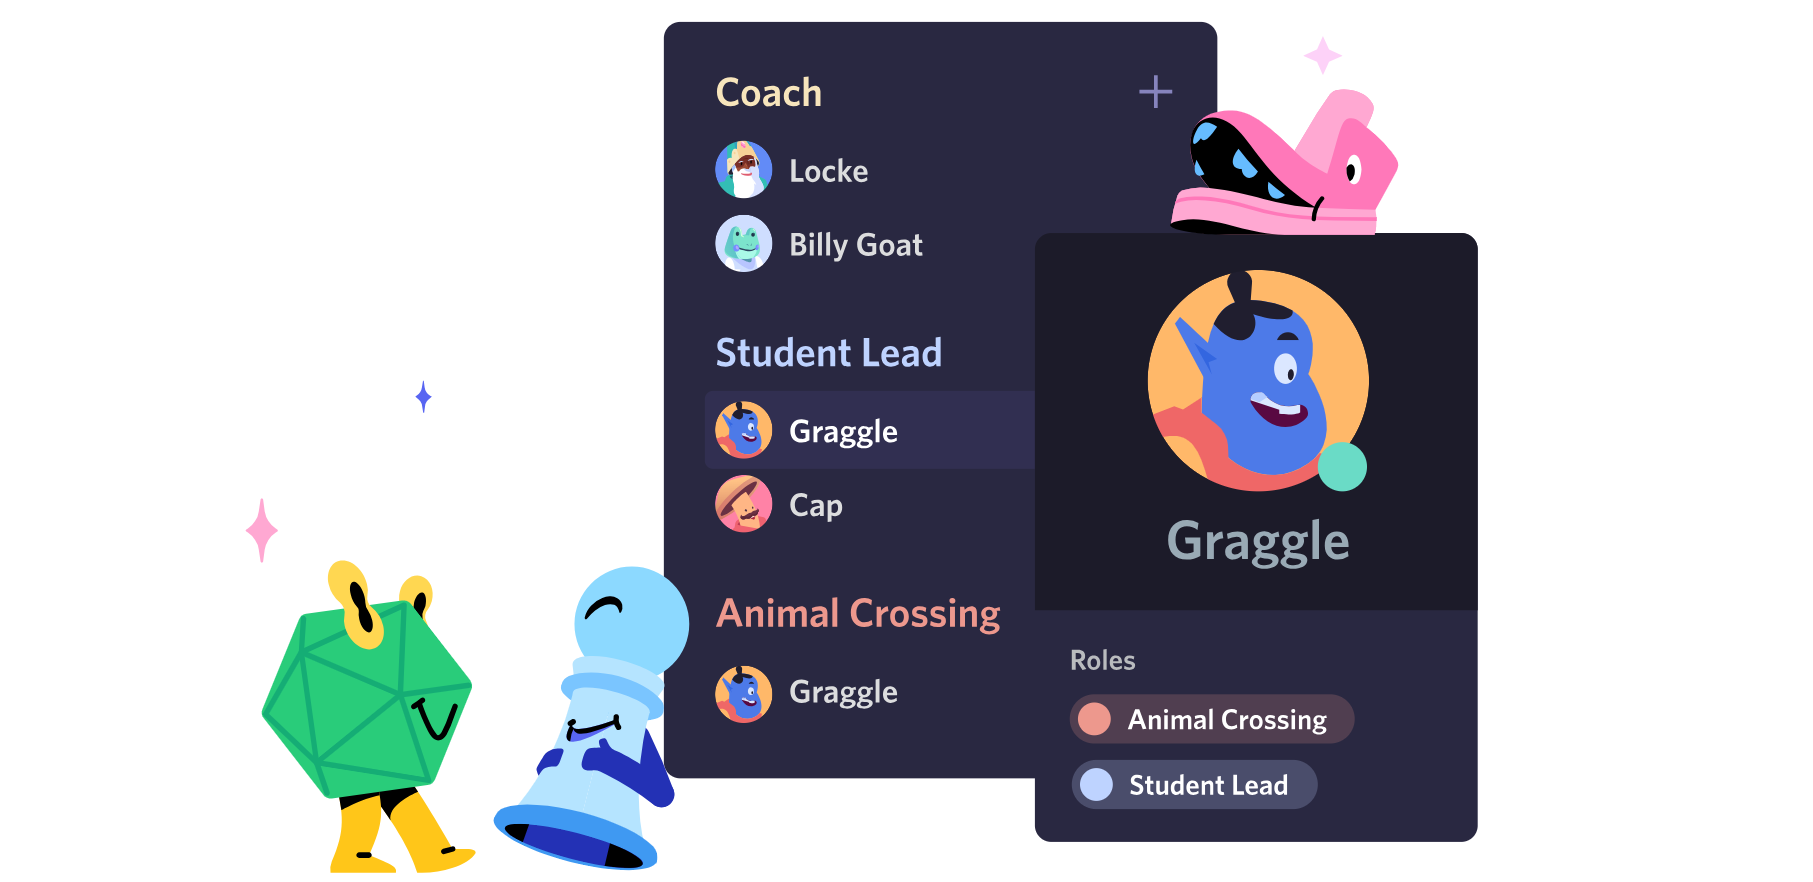 Coach
Locke
Billy Goat
Student Lead
Graggle
Cap
Animal Crossing
Graggle
Graggle
Roles
Animal Crossing
Student Lead